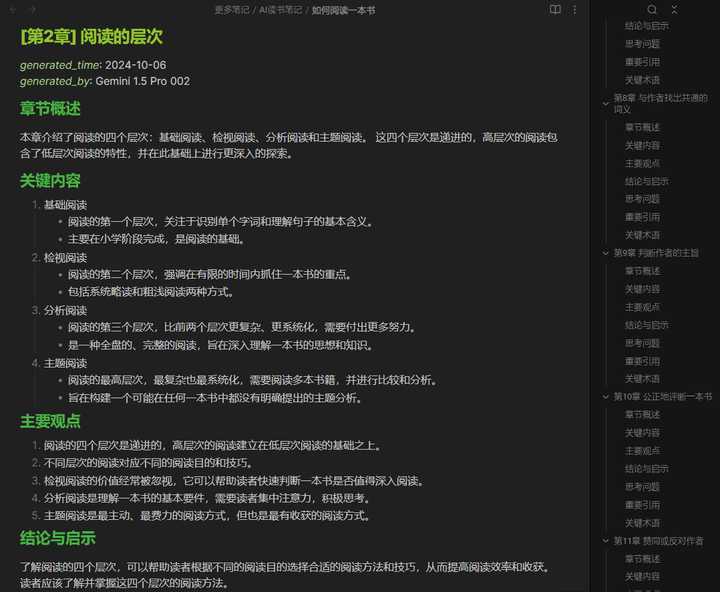 更多笔记 / AI读书笔记 / 如何阅读一本书
[第2章] 阅读的层次
generated_time: 2024-10-06
generated_by: Gemini 1.5 Pro 002
章节概述
本章介绍了阅读的四个层次：基础阅读、检视阅读、分析阅读和主题阅读。 这四个层次是递进的，高层次的阅读包
含了低层次阅读的特性，并在此基础上进行更深入的探索。
关键内容
1. 基础阅读
• 阅读的第一个层次，关注于识别单个字词和理解句子的基本含义。
• 主要在小学阶段完成，是阅读的基础。
2. 检视阅读
• 阅读的第二个层次，强调在有限的时间内抓住一本书的重点。
• 包括系统略读和粗浅阅读两种方式。
3. 分析阅读
• 阅读的第三个层次，比前两个层次更复杂、更系统化，需要付出更多努力。
• 是一种全盘的、完整的阅读，旨在深入理解一本书的思想和知识。
4. 主题阅读
• 阅读的最高层次，最复杂也最系统化，需要阅读多本书籍，并进行比较和分析。
• 旨在构建一个可能在任何一本书中都没有明确提出的主题分析。
主要观点
1. 阅读的四个层次是递进的，高层次的阅读建立在低层次阅读的基础之上。
2. 不同层次的阅读对应不同的阅读目的和技巧。
3. 检视阅读的价值经常被忽视，它可以帮助读者快速判断一本书是否值得深入阅读。
4. 分析阅读是理解一本书的基本要件，需要读者集中注意力，积极思考。
5. 主题阅读是最主动、最费力的阅读方式，但也是最有收获的阅读方式。
结论与启示
了解阅读的四个层次，可以帮助读者根据不同的阅读目的选择合适的阅读方法和技巧，从而提高阅读效率和收获。
读者应该了解并掌握这四个层次的阅读方法。
结论与启示
思考问题
重要引用
关键术语
第8章 与作者找出共通的
词义
章节概述
关键内容
主要观点
结论与启示
思考问题
重要引用
关键术语
第9章 判断作者的主旨
章节概述
关键内容
主要观点
结论与启示
思考问题
重要引用
关键术语
第10章 公正地评断一本书
章节概述
关键内容
主要观点
结论与启示
思考问题
重要引用
关键术语
第11章 赞同或反对作者
章节概述
关键内容